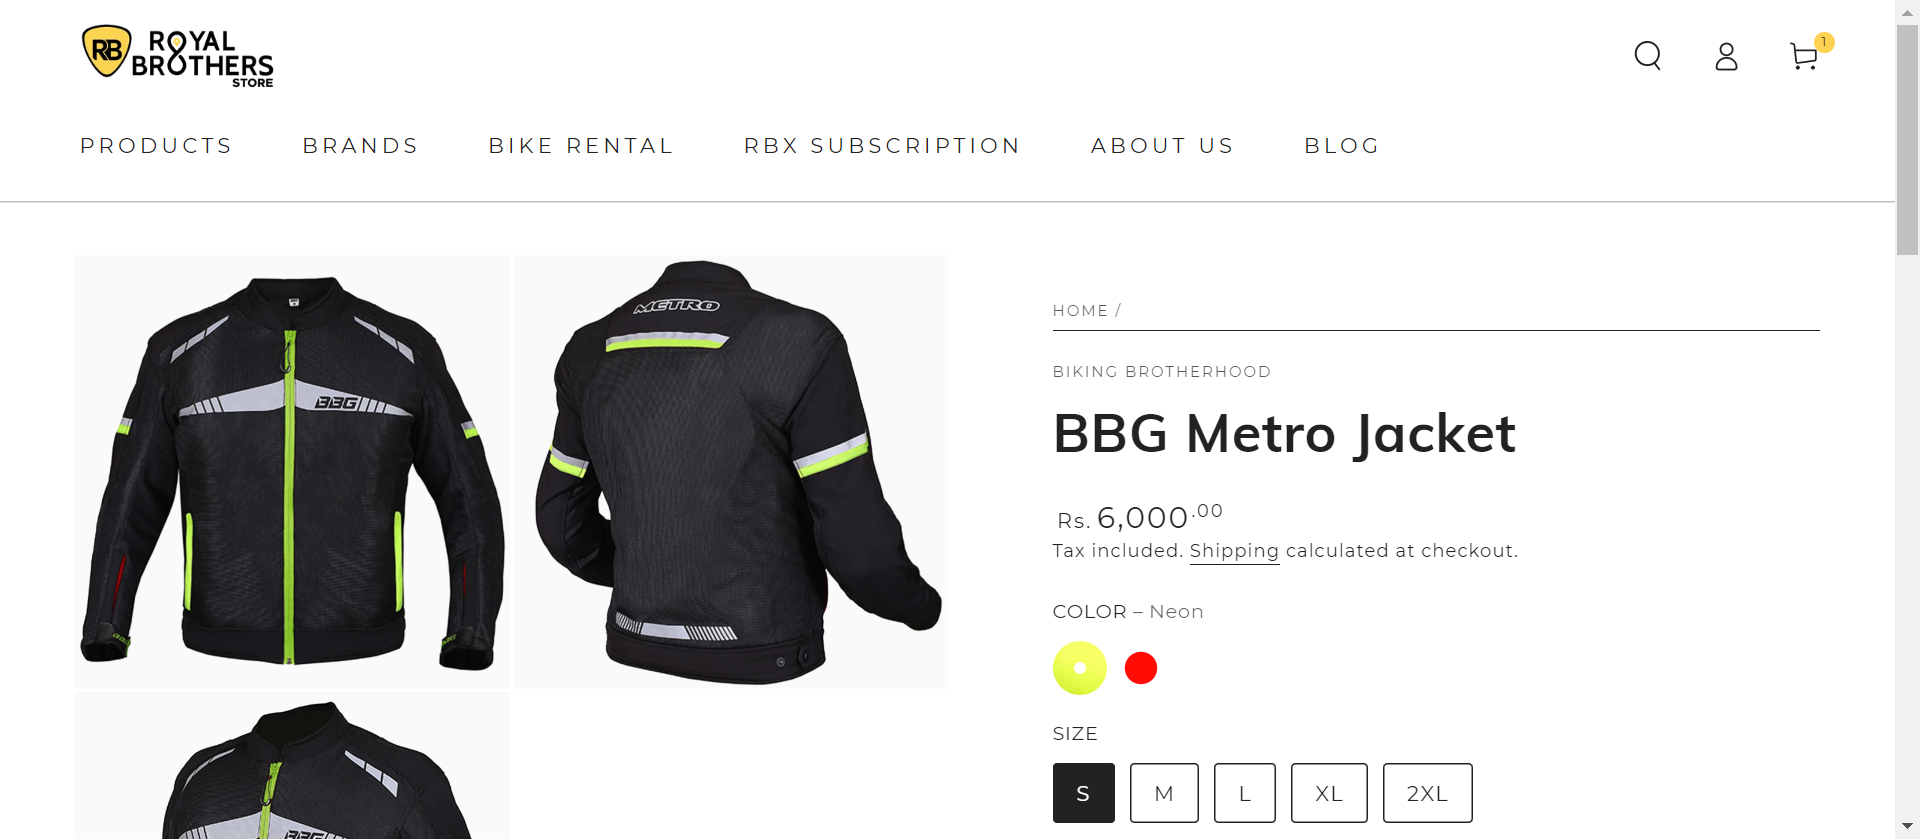 RB ROYAL
BROTHERS
STORE
1
PRODUCTS BRANDS BIKE RENTAL RBX SUBSCRIPTION ABOUT US BLOG
METRO
BBG
HOME /
BIKING BROTHERHOOD
BBG Metro Jacket
Rs. 6,000.00
Tax included. Shipping calculated at checkout.
COLOR – Neon
SIZE
S M L XL 2XL
BBG